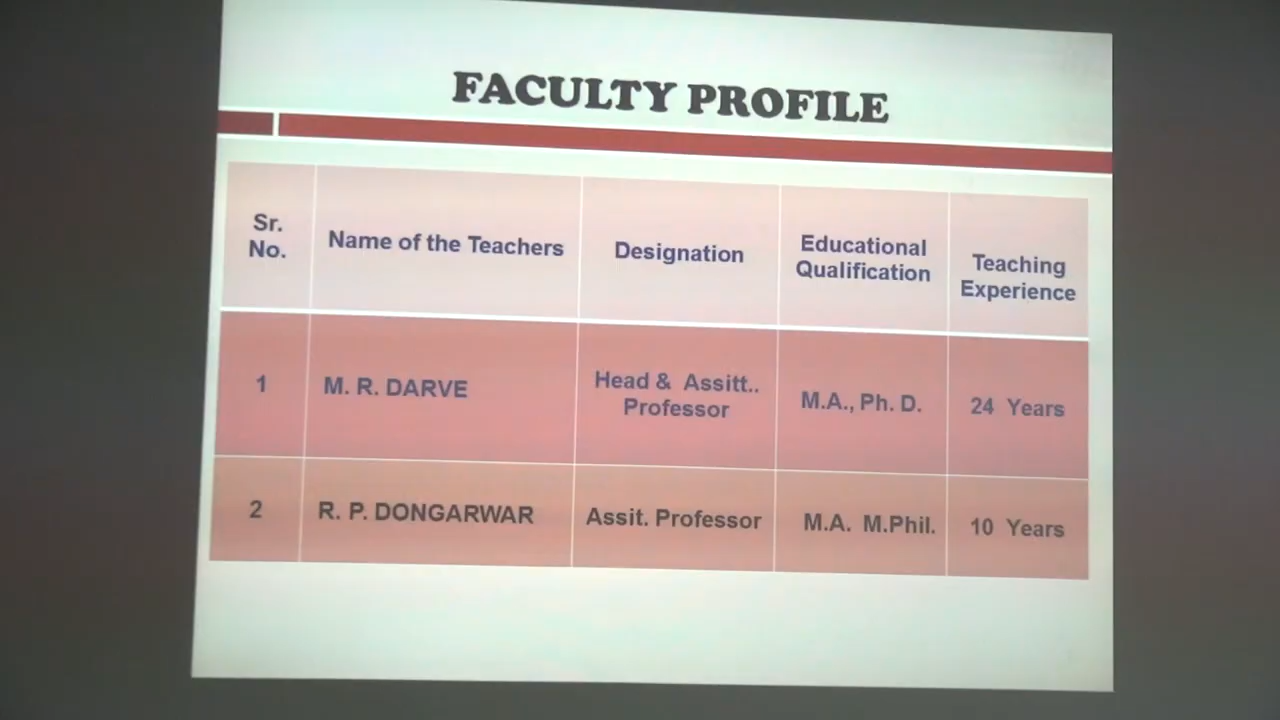 FACULTY PROFILE
Sr.
No.
Name of the Teachers
Designation
Educational
Qualification
Teaching
Experience
1
M. R. DARVE
Head & Assitt..
Professor
M.A., Ph. D.
24 Years
2
R. P. DONGARWAR
Assit. Professor
M.A. M.Phil.
10 Years